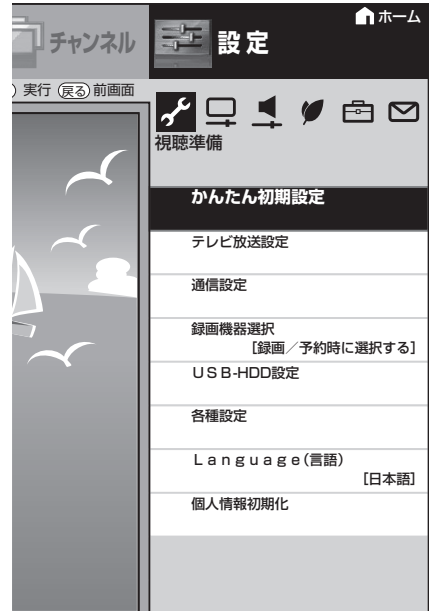 ホーム
チャンネル
設定
) 実行 戻る 前画面
視聴準備
かんたん初期設定
テレビ放送設定
通信設定
録画機器選択
[録画／予約時に選択する]
USB-HDD設定
各種設定
Language(言語)
[日本語]
個人情報初期化